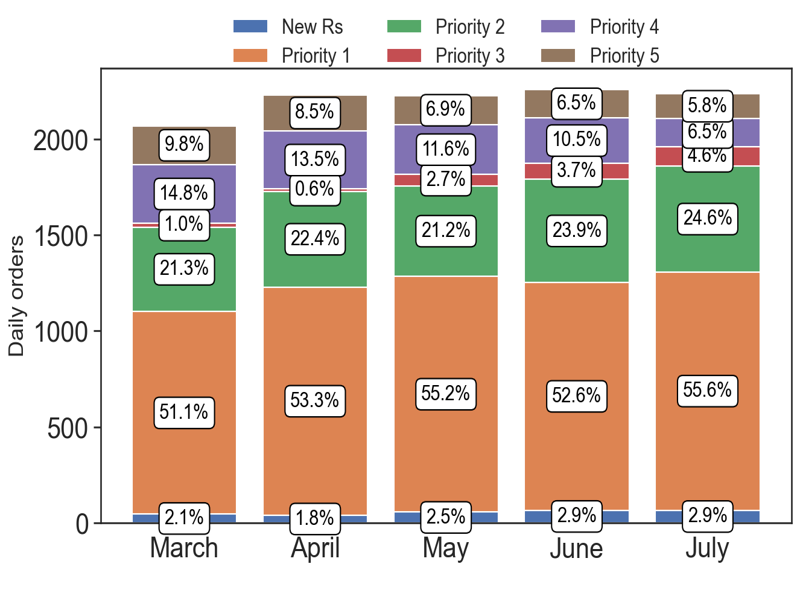 New Rs Priority 2 Priority 4
Priority 1 Priority 3 Priority 5
Daily orders
2000
1500
1000
500
0
9.8% 8.5% 6.9% 6.5% 5.8%
14.8% 13.5% 11.6% 10.5% 6.5%
1.0% 0.6% 2.7% 3.7% 4.6%
21.3% 22.4% 21.2% 23.9% 24.6%
51.1% 53.3% 55.2% 52.6% 55.6%
2.1% 1.8% 2.5% 2.9% 2.9%
March April May June July